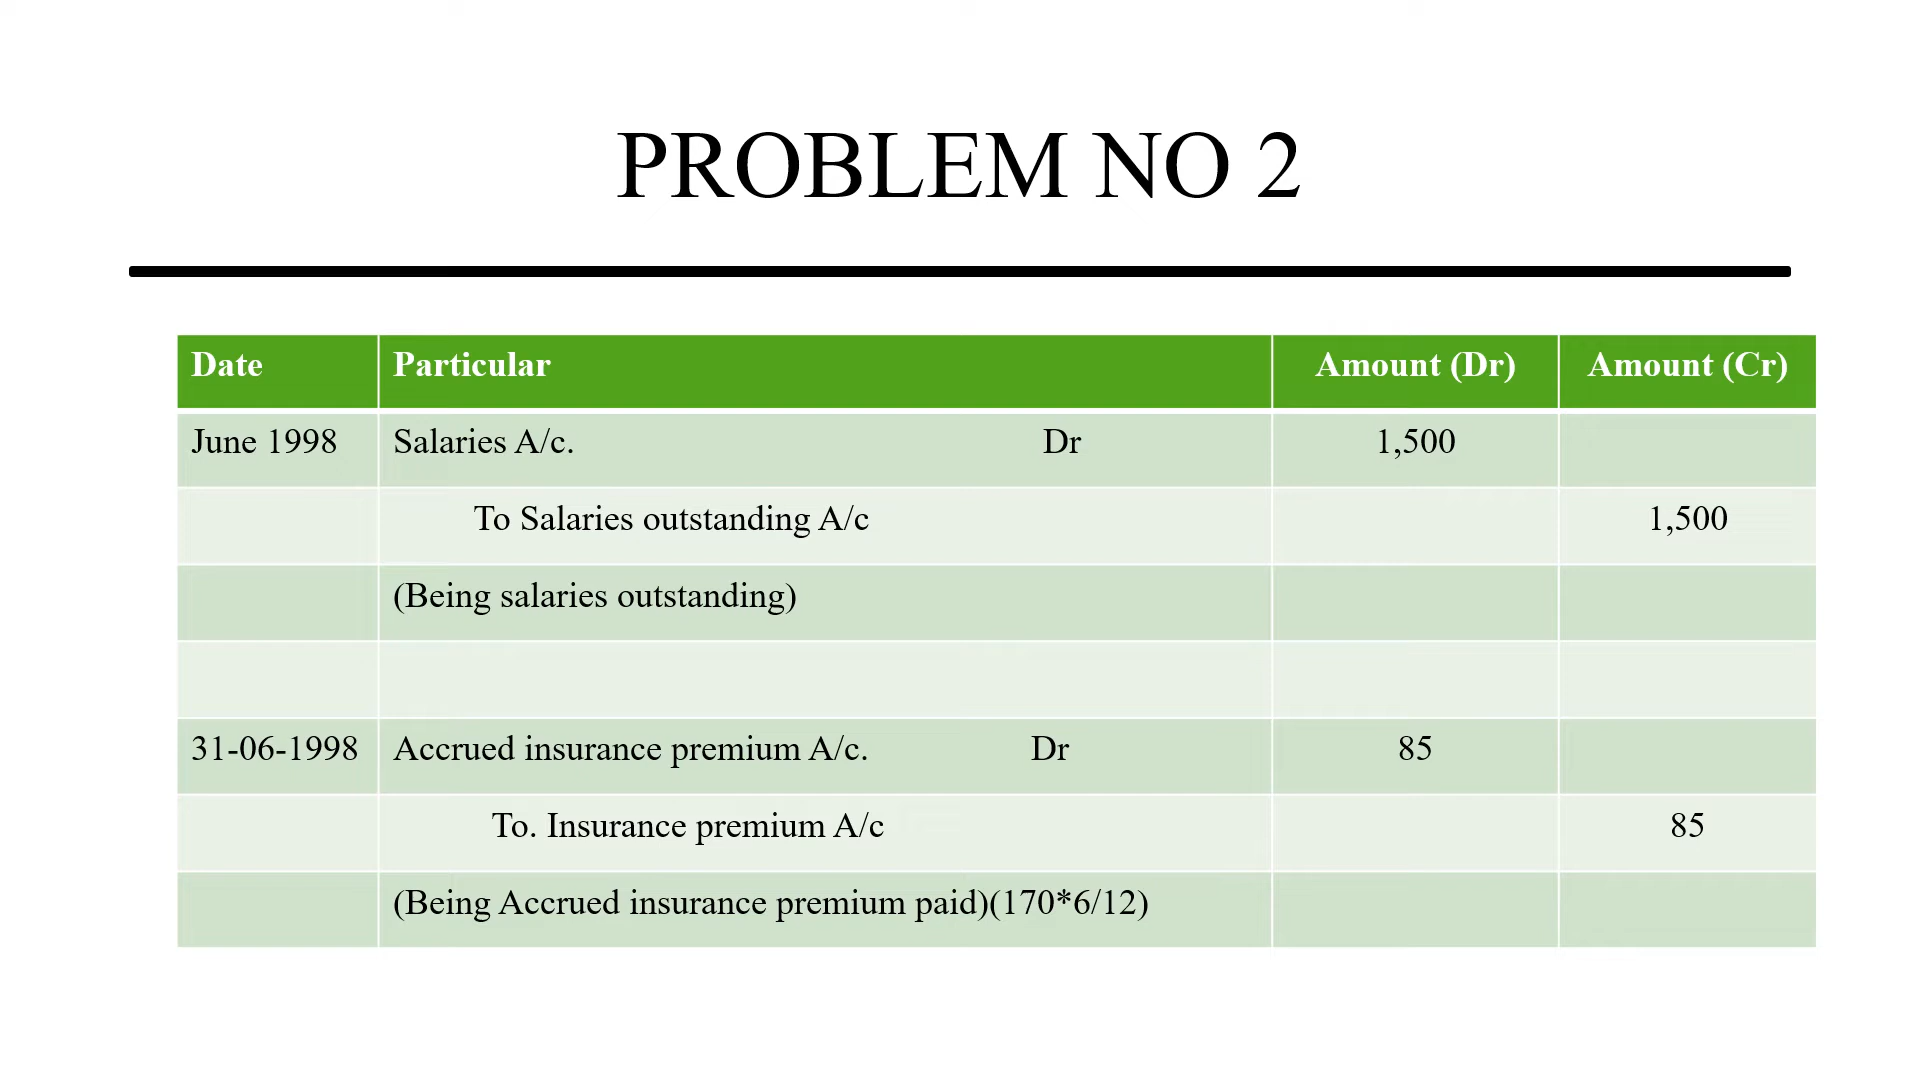 PROBLEM NO 2
Date Particular Amount (Dr) Amount (Cr)
June 1998 Salaries A/c. Dr 1,500
To Salaries outstanding A/c 1,500
(Being salaries outstanding)
31-06-1998 Accrued insurance premium A/c. Dr 85
To. Insurance premium A/c 85
(Being Accrued insurance premium paid)(170*6/12)